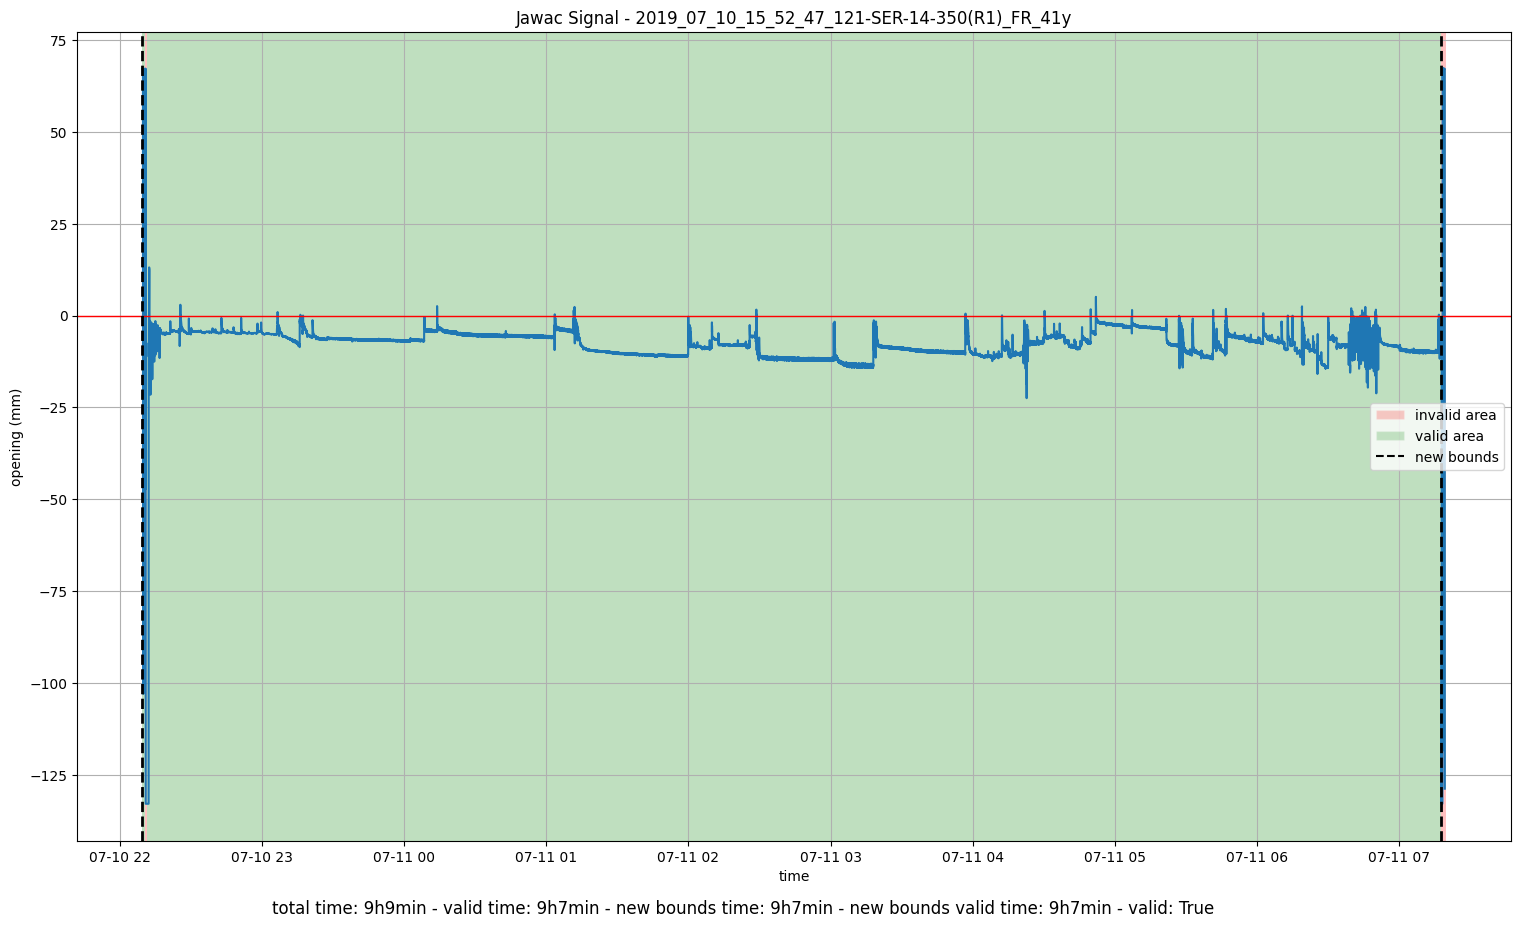 Jawac Signal - 2019_07_10_15_52_47_121-SER-14-350(R1)_FR_41y
75
50
25
0
−25
−50
−75
−100
−125
opening (mm)
invalid area
valid area
new bounds
07-10 22
07-10 23
07-11 00
07-11 01
07-11 02
07-11 03
07-11 04
07-11 05
07-11 06
07-11 07
time
total time: 9h9min - valid time: 9h7min - new bounds time: 9h7min - new bounds valid time: 9h7min - valid: True